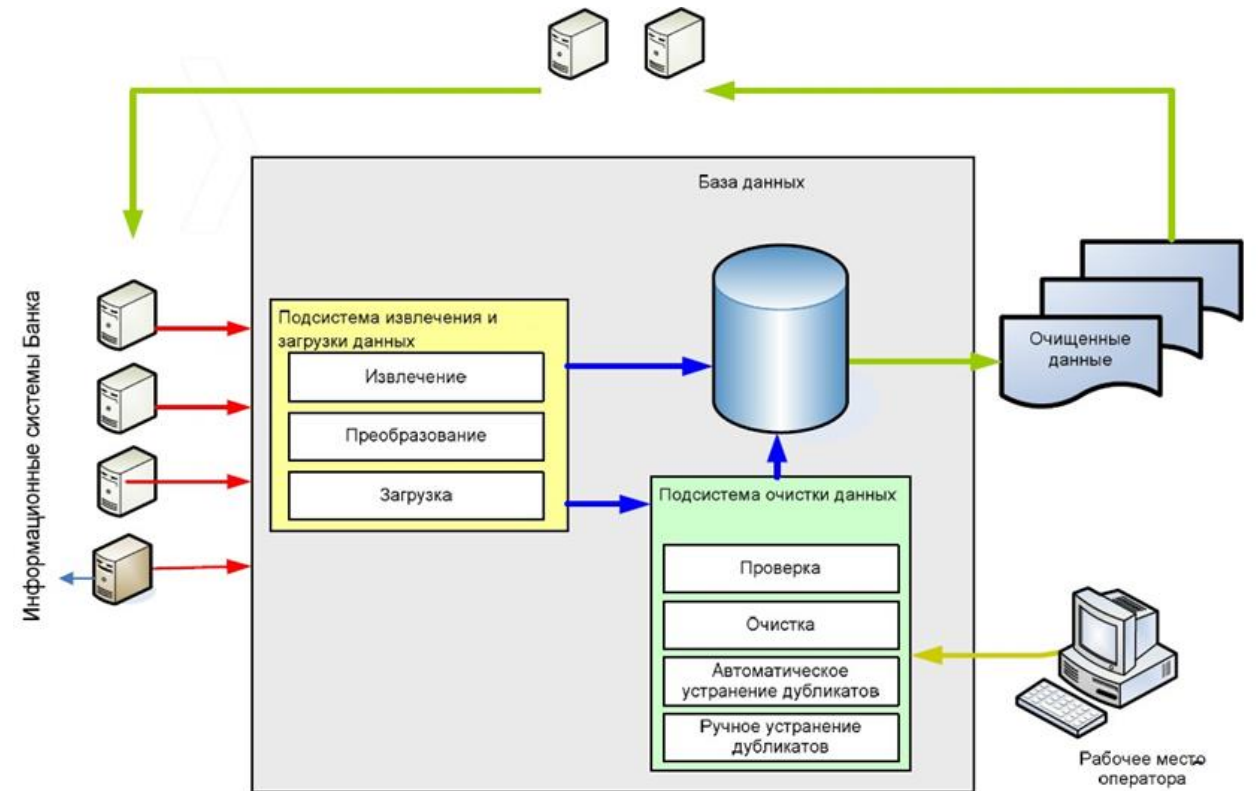 База данных
Информационные системы Банка
Подсистема извлечения и
загрузки данных
Извлечение
Преобразование
Загрузка
Очищенные
данные
Подсистема очистки данных
Проверка
Очистка
Автоматическое
устранение дубликатов
Ручное устранение
дубликатов
Рабочее место
оператора